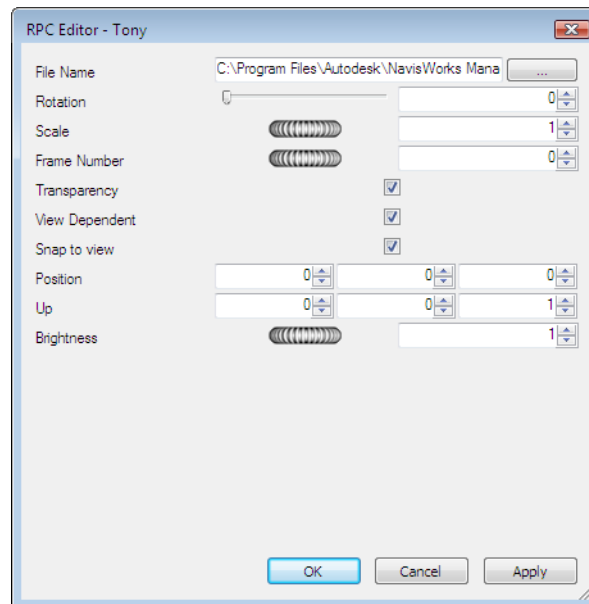 RPC Editor - Tony
File Name C:\Program Files\Autodesk\NavisWorks Mana ...
Rotation 0
Scale 1
Frame Number 0
Transparency
View Dependent
Snap to view
Position 0 0 0
Up 0 0 1
Brightness 1
OK Cancel Apply